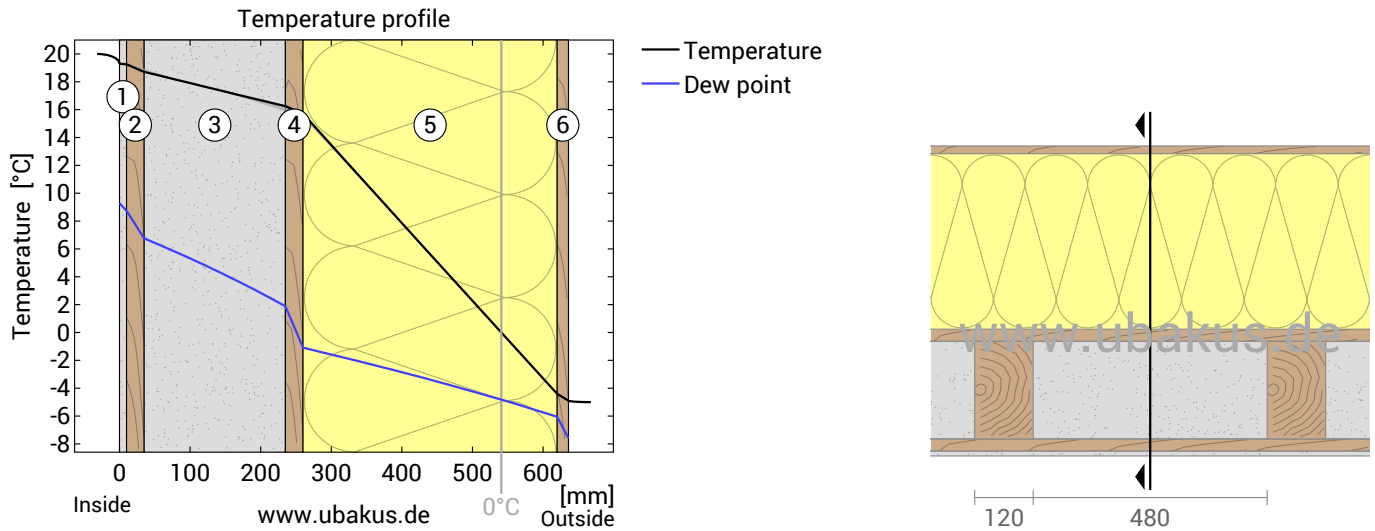 Temperature profile
Temperature [°C]
20
18
16
14
12
10
8
6
4
2
0
-2
-4
-6
-8
1
2
3
4
5
6
0 100 200 300 400 500 600
[mm]
Inside
www.ubakus.de
0°C
Outside
Temperature
Dew point
www.ubakus.de
120
480